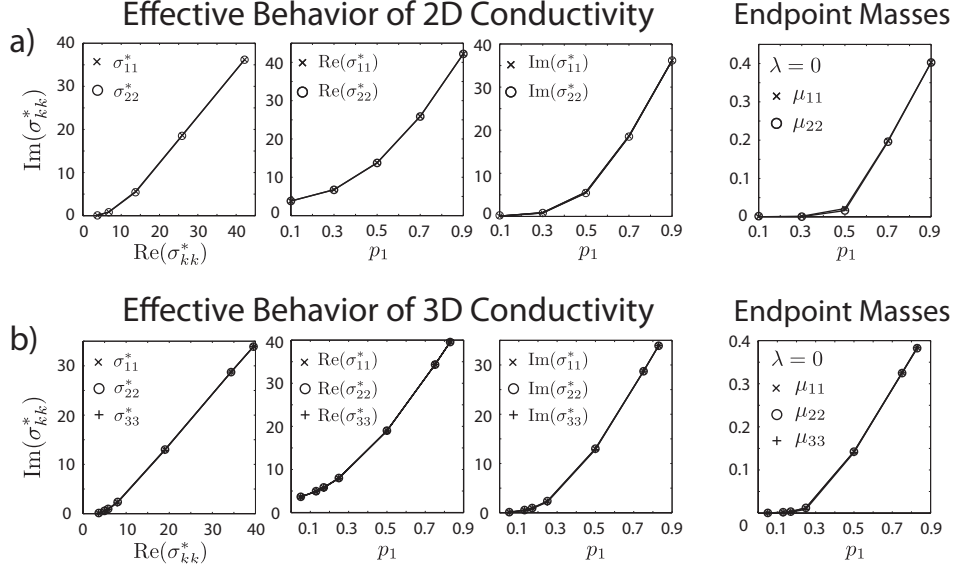 Effective Behavior of 2D Conductivity
Endpoint Masses
a)
Im(σ*kk)
40
30
20
10
0
× σ*11
○ σ*22
0 10 20 30 40
Re(σ*kk)
40
30
20
10
0
× Re(σ*11)
○ Re(σ*22)
0.1 0.3 0.5 0.7 0.9
p1
40
30
20
10
0
× Im(σ*11)
○ Im(σ*22)
0.1 0.3 0.5 0.7 0.9
p1
0.4
0.3
0.2
0.1
0
λ = 0
× μ11
○ μ22
0.1 0.3 0.5 0.7 0.9
p1
Effective Behavior of 3D Conductivity
Endpoint Masses
b)
Im(σ*kk)
30
20
10
0
× σ*11
○ σ*22
+ σ*33
0 10 20 30 40
Re(σ*kk)
40
30
20
10
0
× Re(σ*11)
○ Re(σ*22)
+ Re(σ*33)
0.1 0.3 0.5 0.7 0.9
p1
30
20
10
0
× Im(σ*11)
○ Im(σ*22)
+ Im(σ*33)
0.1 0.3 0.5 0.7 0.9
p1
0.4
0.3
0.2
0.1
0
λ = 0
× μ11
○ μ22
+ μ33
0.1 0.3 0.5 0.7 0.9
p1